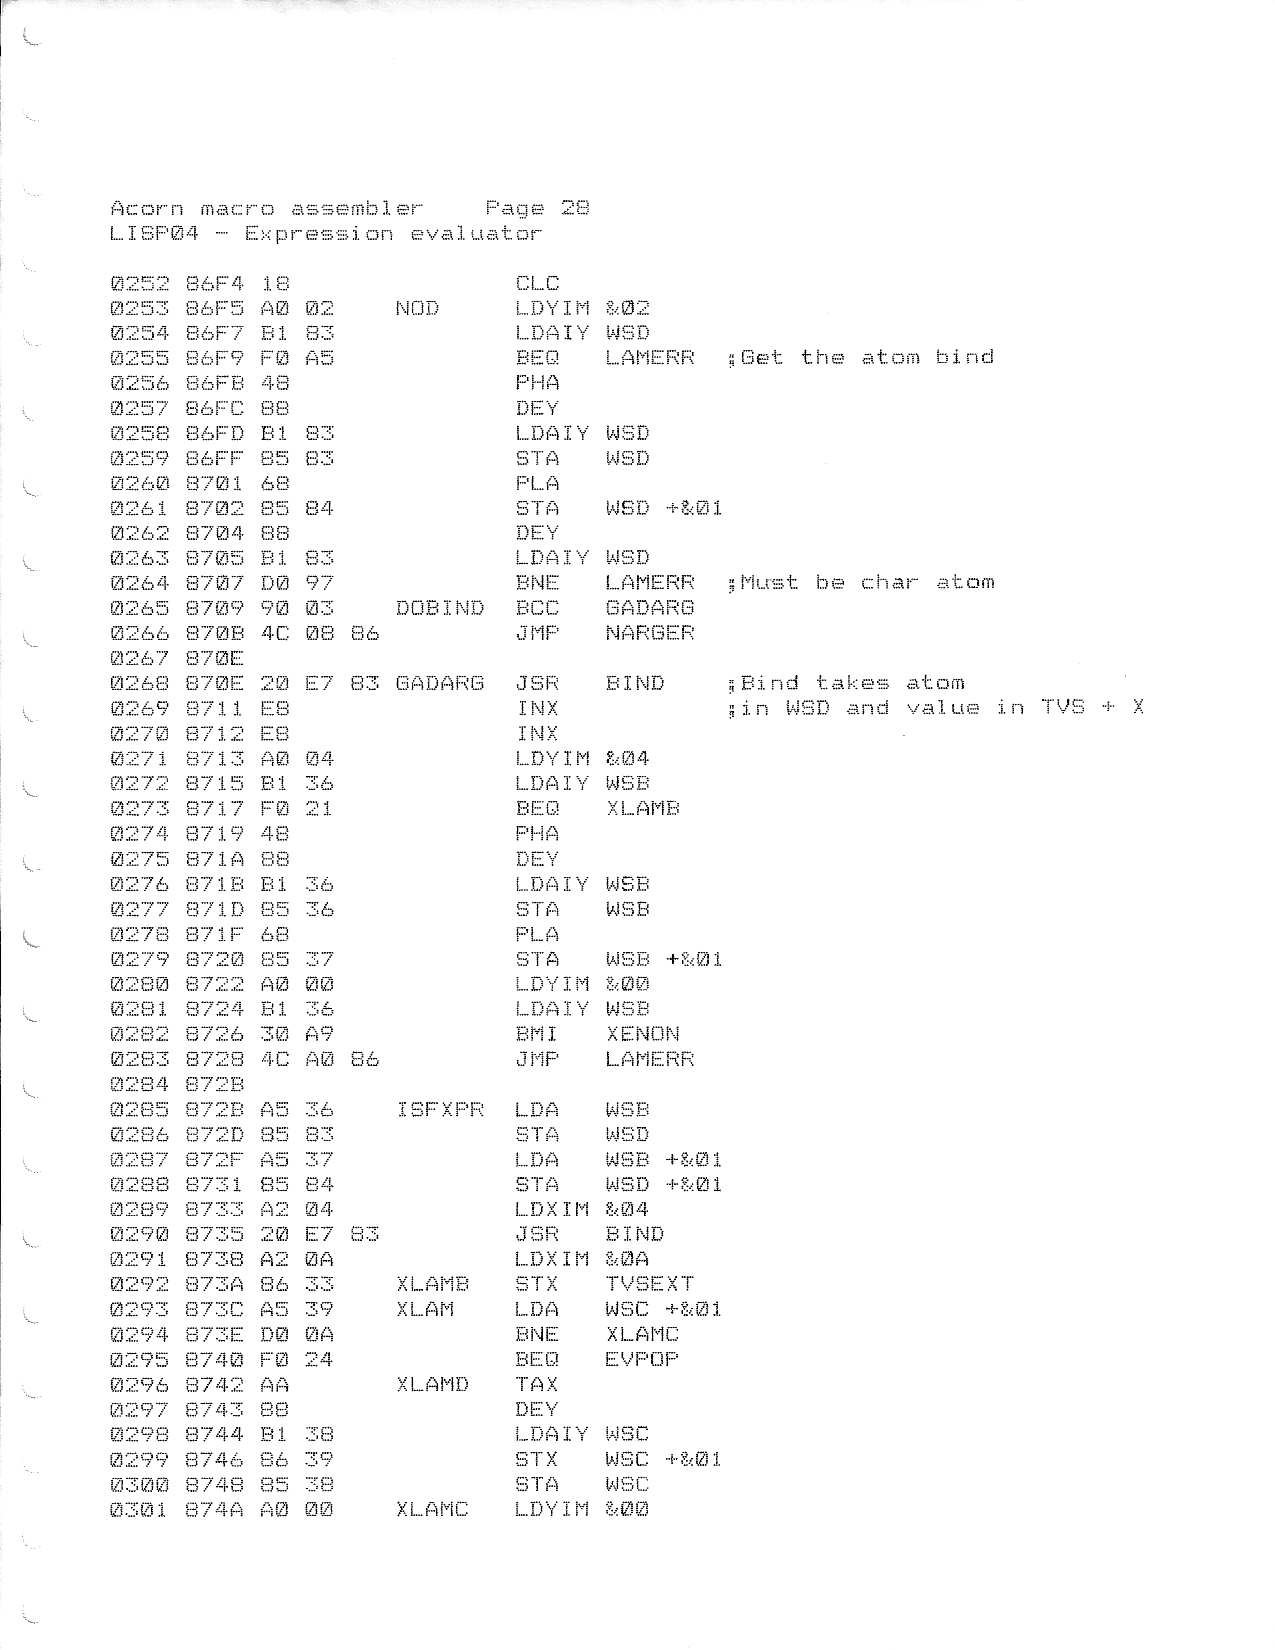 Acorn macro assembler    Page 28
LISP04 - Expression evaluator
0252 86F4 18               CLC
0253 86F5 A0 02    NOD     LDYIM &02
0254 86F7 B1 83            LDAIY WSD
0255 86F9 F0 A5            BEQ   LAMERR  ;Get the atom bind
0256 86FB 48               PHA
0257 86FC 88               DEY
0258 86FD B1 83            LDAIY WSD
0259 86FF 85 83            STA   WSD
0260 8701 68               PLA
0261 8702 85 84            STA   WSD +&01
0262 8704 88               DEY
0263 8705 B1 83            LDAIY WSD
0264 8707 D0 97            BNE   LAMERR  ;Must be char atom
0265 8709 90 03    DOBIND  BCC   GADARG
0266 870B 4C 08 86         JMP   NARGER
0267 870E
0268 870E 20 E7 83 GADARG  JSR   BIND    ;Bind takes atom
0269 8711 E8               INX           ;in WSD and value in TVS + X
0270 8712 E8               INX
0271 8713 A0 04            LDYIM &04
0272 8715 B1 36            LDAIY WSB
0273 8717 F0 21            BEQ   XLAMB
0274 8719 48               PHA
0275 871A 88               DEY
0276 871B B1 36            LDAIY WSB
0277 871D 85 36            STA   WSB
0278 871F 68               PLA
0279 8720 85 37            STA   WSB +&01
0280 8722 A0 00            LDYIM &00
0281 8724 B1 36            LDAIY WSB
0282 8726 30 A9            BMI   XENON
0283 8728 4C A0 86         JMP   LAMERR
0284 872B
0285 872B A5 36    ISFXPR  LDA   WSB
0286 872D 85 83            STA   WSD
0287 872F A5 37            LDA   WSB +&01
0288 8731 85 84            STA   WSD +&01
0289 8733 A2 04            LDXIM &04
0290 8735 20 E7 83         JSR   BIND
0291 8738 A2 0A            LDXIM &0A
0292 873A 86 33    XLAMB   STX   TVSEXT
0293 873C A5 39    XLAM    LDA   WSC +&01
0294 873E D0 0A            BNE   XLAMC
0295 8740 F0 24            BEQ   EVPOP
0296 8742 AA       XLAMD   TAX
0297 8743 88               DEY
0298 8744 B1 38            LDAIY WSC
0299 8746 86 39            STX   WSC +&01
0300 8748 85 38            STA   WSC
0301 874A A0 00    XLAMC   LDYIM &00